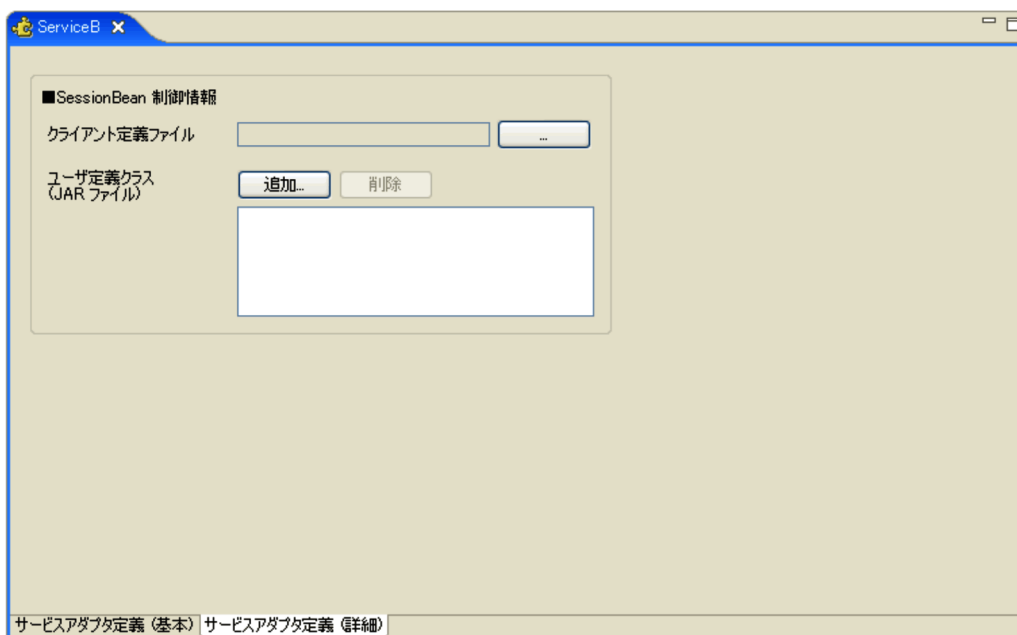 ServiceB
■SessionBean 制御情報
クライアント定義ファイル
...
ユーザ定義クラス
(JAR ファイル)
追加...
削除
サービスアダプタ定義 (基本)
サービスアダプタ定義 (詳細)